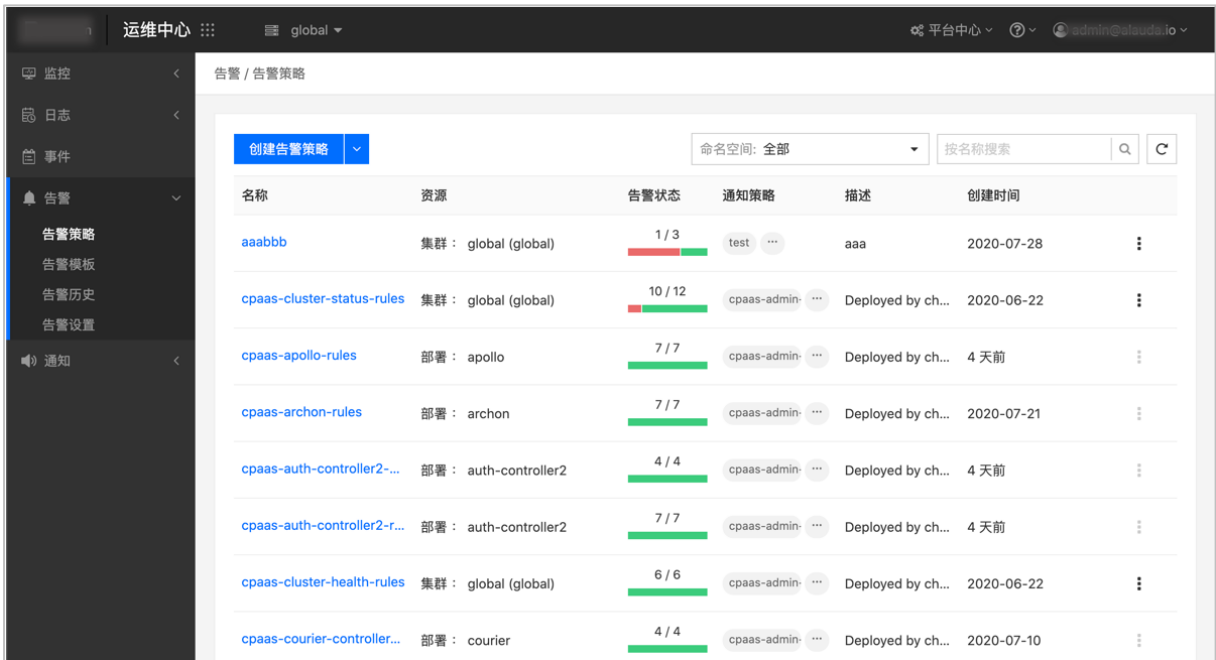 运维中心 global 平台中心 admin@alauda.io
监控
告警 / 告警策略
日志
事件
告警
告警策略
告警模板
告警历史
告警设置
通知
创建告警策略 命名空间: 全部 按名称搜索
名称 资源 告警状态 通知策略 描述 创建时间
aaabbb 集群： global (global) 1 / 3 test ··· aaa 2020-07-28
cpaas-cluster-status-rules 集群： global (global) 10 / 12 cpaas-admin- ··· Deployed by ch... 2020-06-22
cpaas-apollo-rules 部署： apollo 7 / 7 cpaas-admin- ··· Deployed by ch... 4 天前
cpaas-archon-rules 部署： archon 7 / 7 cpaas-admin- ··· Deployed by ch... 2020-07-21
cpaas-auth-controller2-... 部署： auth-controller2 4 / 4 cpaas-admin- ··· Deployed by ch... 4 天前
cpaas-auth-controller2-r... 部署： auth-controller2 7 / 7 cpaas-admin- ··· Deployed by ch... 4 天前
cpaas-cluster-health-rules 集群： global (global) 6 / 6 cpaas-admin- ··· Deployed by ch... 2020-06-22
cpaas-courier-controller... 部署： courier 4 / 4 cpaas-admin- ··· Deployed by ch... 2020-07-10